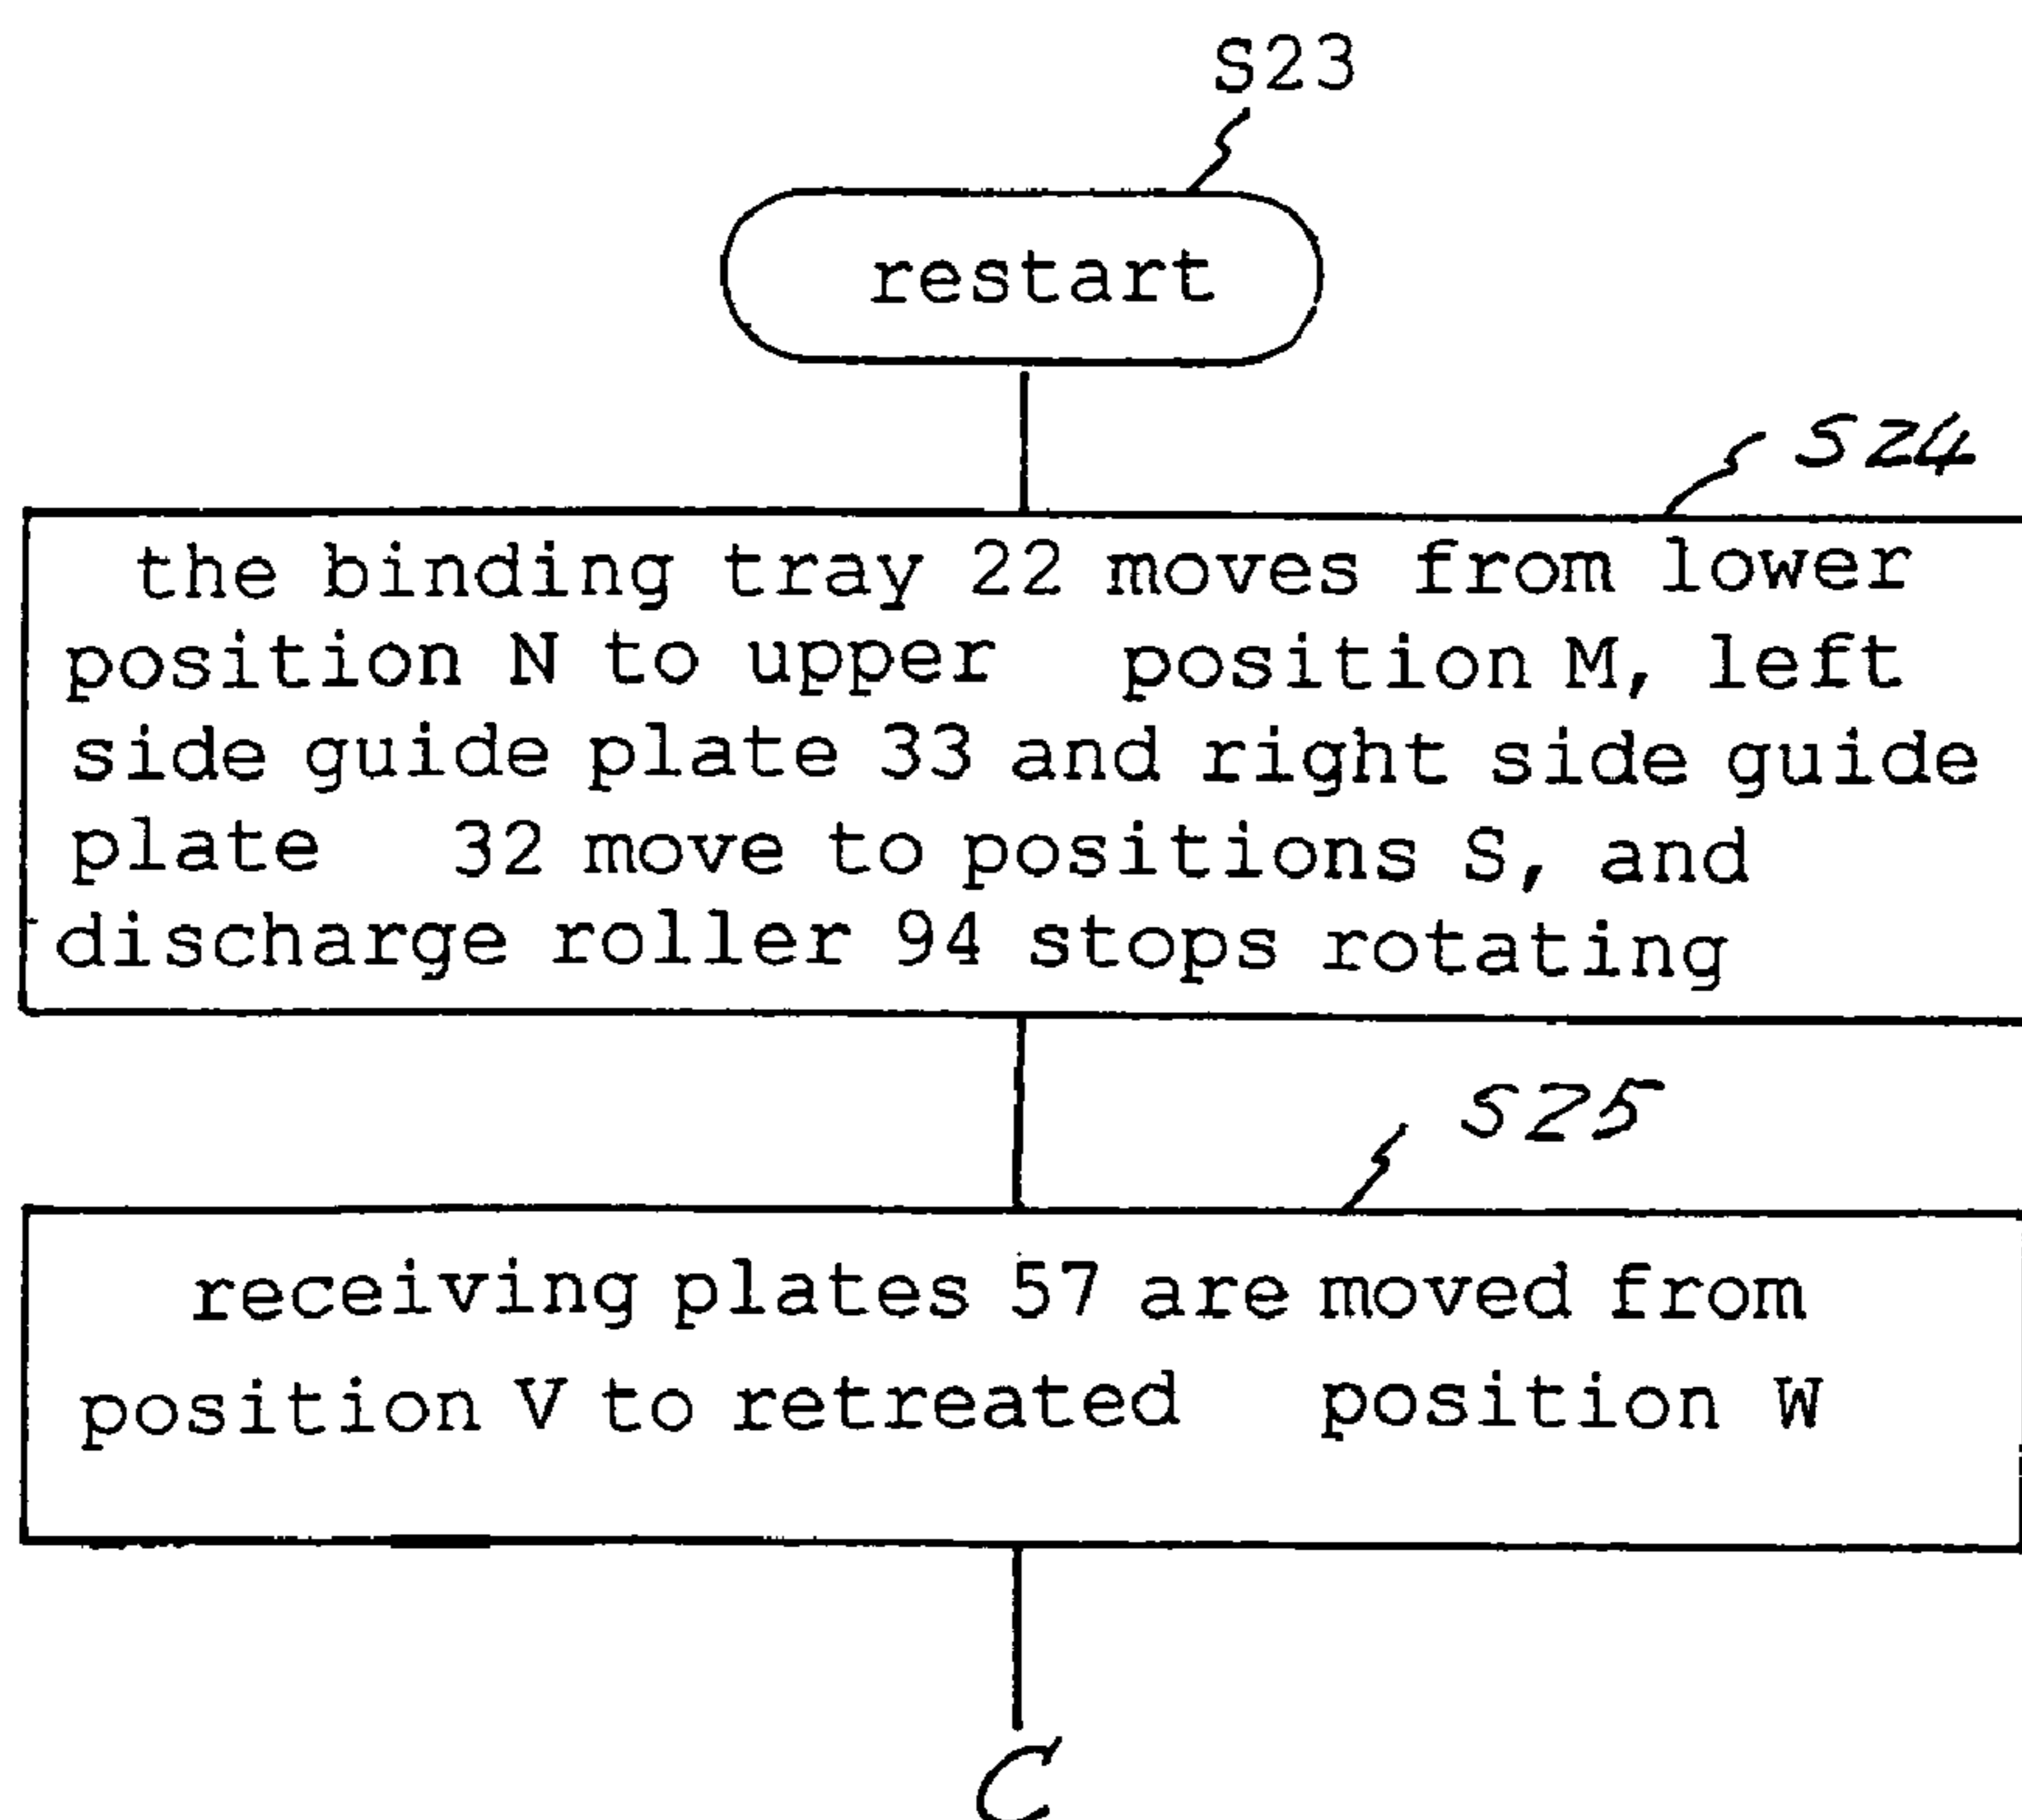 S23
restart
S24
the binding tray 22 moves from lower
position N to upper position M, left
side guide plate 33 and right side guide
plate 32 move to positions S, and
discharge roller 94 stops rotating
S25
receiving plates 57 are moved from
position V to retreated position W
C